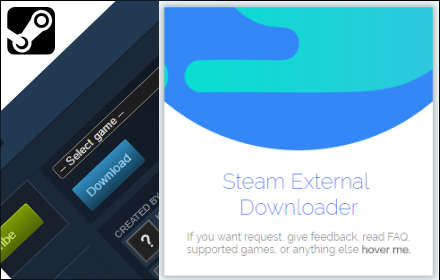 -- Select game --
Download
CREATED BY
be
?
Steam External
Downloader
If you want request, give feedback, read FAQ,
supported games, or anything else hover me.